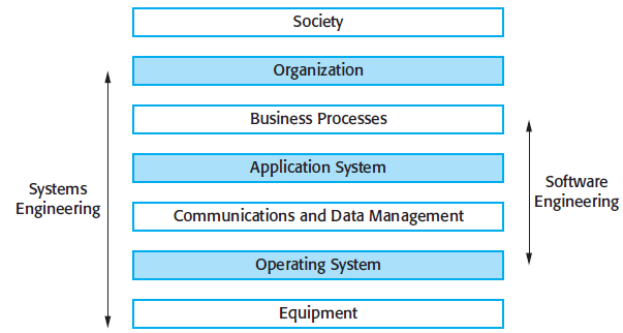 Society
Organization
Business Processes
Application System
Communications and Data Management
Operating System
Equipment
Systems
Engineering
Software
Engineering